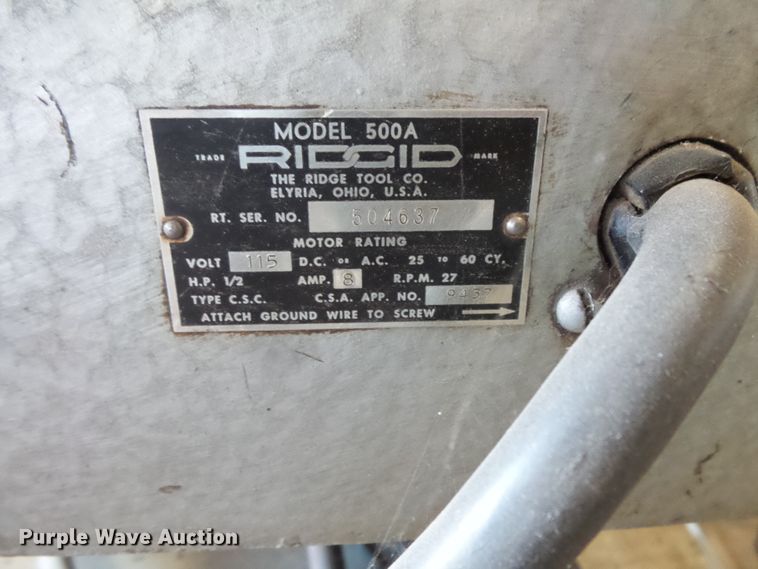 MODEL 500A
TRADE RIDGID MARK
THE RIDGE TOOL CO.
ELYRIA, OHIO, U.S.A.
RT. SER. NO. 504637
MOTOR RATING
VOLT 115 D.C. OR A.C. 25 TO 60 CY.
H.P. 1/2 AMP. 8 R.P.M. 27
TYPE C.S.C. C.S.A. APP. NO. 9437
ATTACH GROUND WIRE TO SCREW
Purple Wave Auction